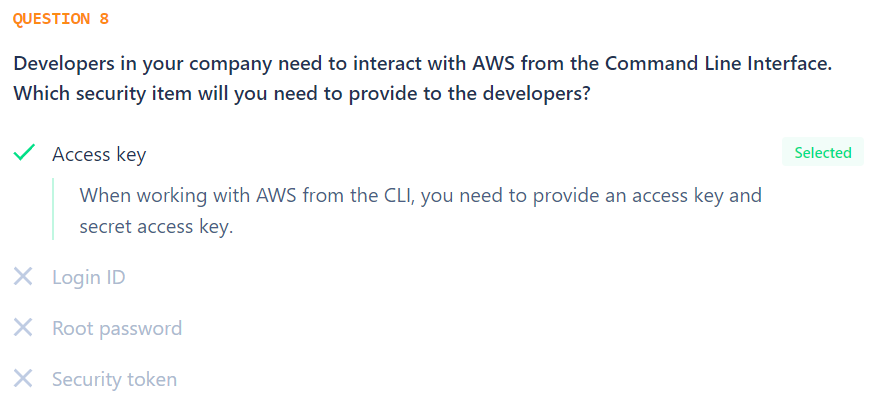 QUESTION 8
Developers in your company need to interact with AWS from the Command Line Interface.
Which security item will you need to provide to the developers?
Access key
Selected
When working with AWS from the CLI, you need to provide an access key and
secret access key.
Login ID
Root password
Security token